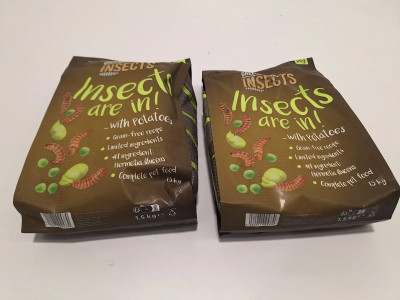 INSECTS
Insects
are in!
...with Potatoes
Grain-free recipe
Limited ingredients
#1 ingredient
Hermetia illucens
Complete pet food
1.5kg
INSECTS
Insects
are in!
...with Potatoes
Grain-free recipe
Limited ingredients
#1 ingredient
Hermetia illucens
Complete pet food
1.5kg